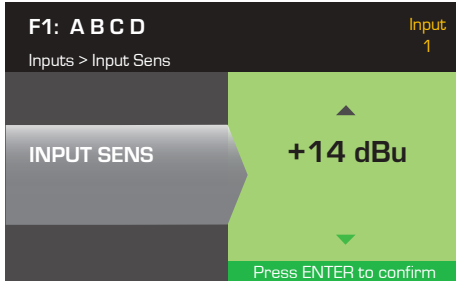 F1: A B C D
Input
1
Inputs > Input Sens
INPUT SENS
+14 dBu
Press ENTER to confirm